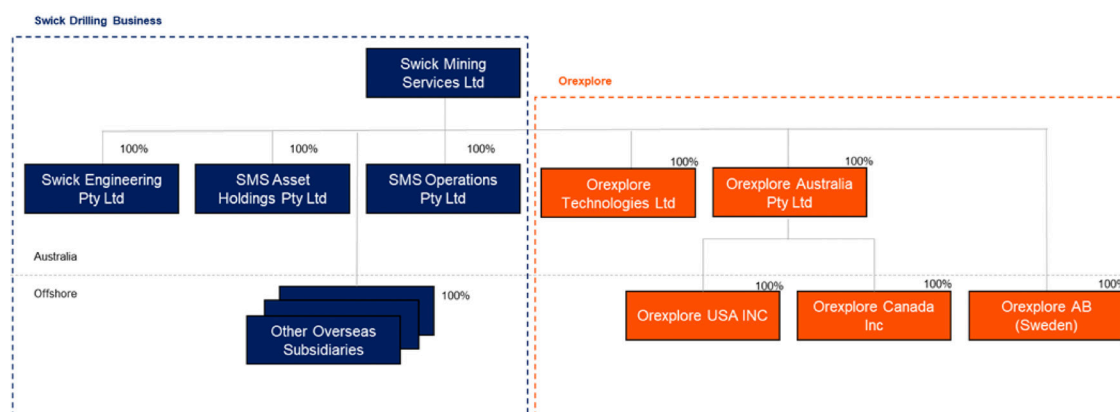 Swick Drilling Business
Swick Mining
Services Ltd
Orexplore
100%
100%
100%
100%
100%
Swick Engineering
Pty Ltd
SMS Asset
Holdings Pty Ltd
SMS Operations
Pty Ltd
Orexplore
Technologies Ltd
Orexplore Australia
Pty Ltd
Australia
Offshore
100%
100%
100%
100%
Other Overseas
Subsidiaries
Orexplore USA INC
Orexplore Canada
Inc
Orexplore AB
(Sweden)